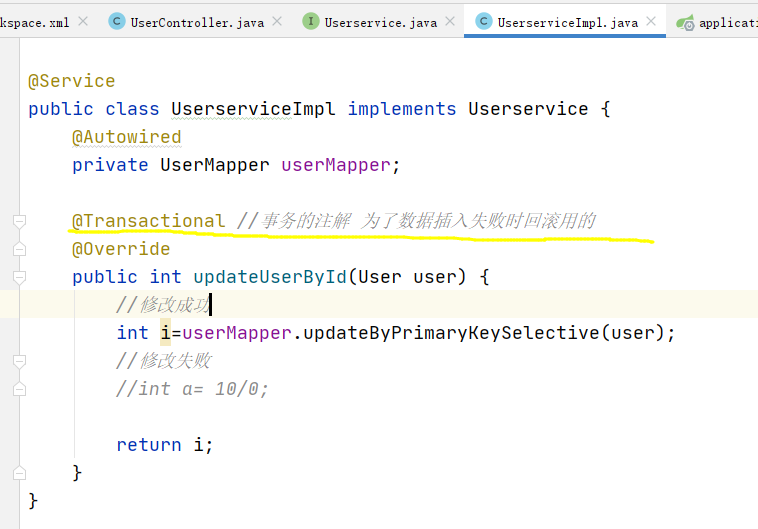 kspace.xml × C UserController.java × I Userservice.java × C UserserviceImpl.java × applicati
@Service
public class UserserviceImpl implements Userservice {
@Autowired
private UserMapper userMapper;
@Transactional //事务的注解 为了数据插入失败时回滚用的
@Override
public int updateUserById(User user) {
//修改成功
int i=userMapper.updateByPrimaryKeySelective(user);
//修改失败
//int a= 10/0;
return i;
}
}